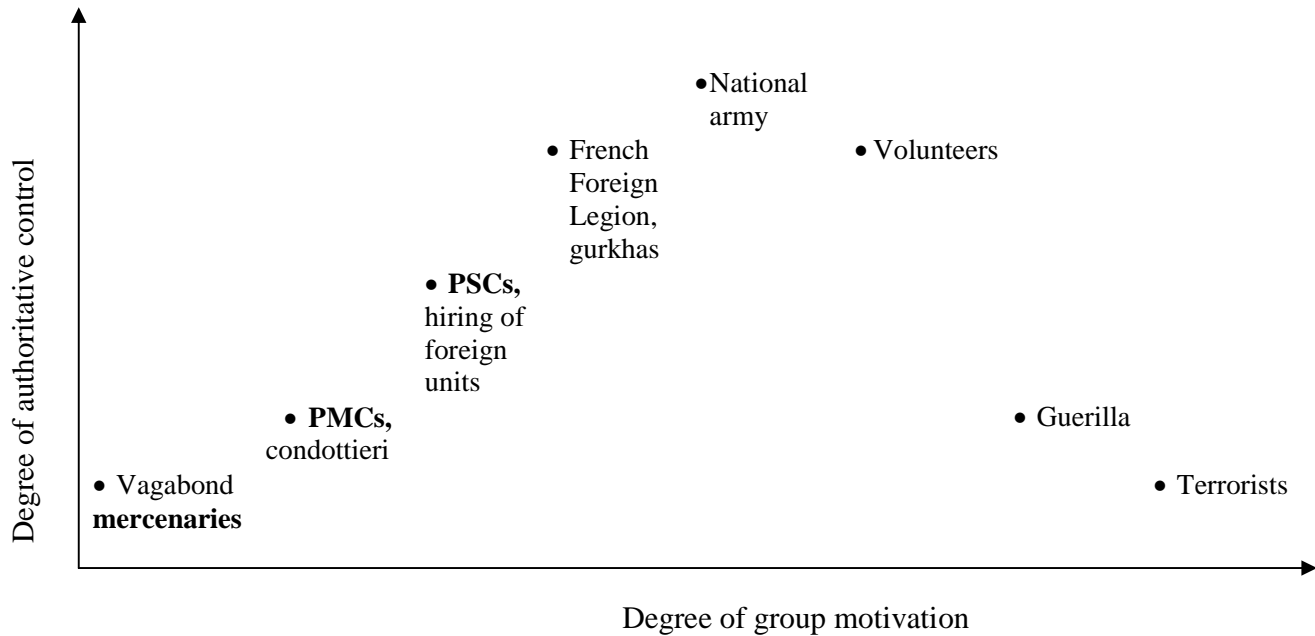 • National
army
• French
Foreign
Legion,
gurkhas
• Volunteers
• PSCs,
hiring of
foreign
units
• PMCs,
condottieri
• Guerilla
• Vagabond
mercenaries
• Terrorists
Degree of authoritative control
Degree of group motivation